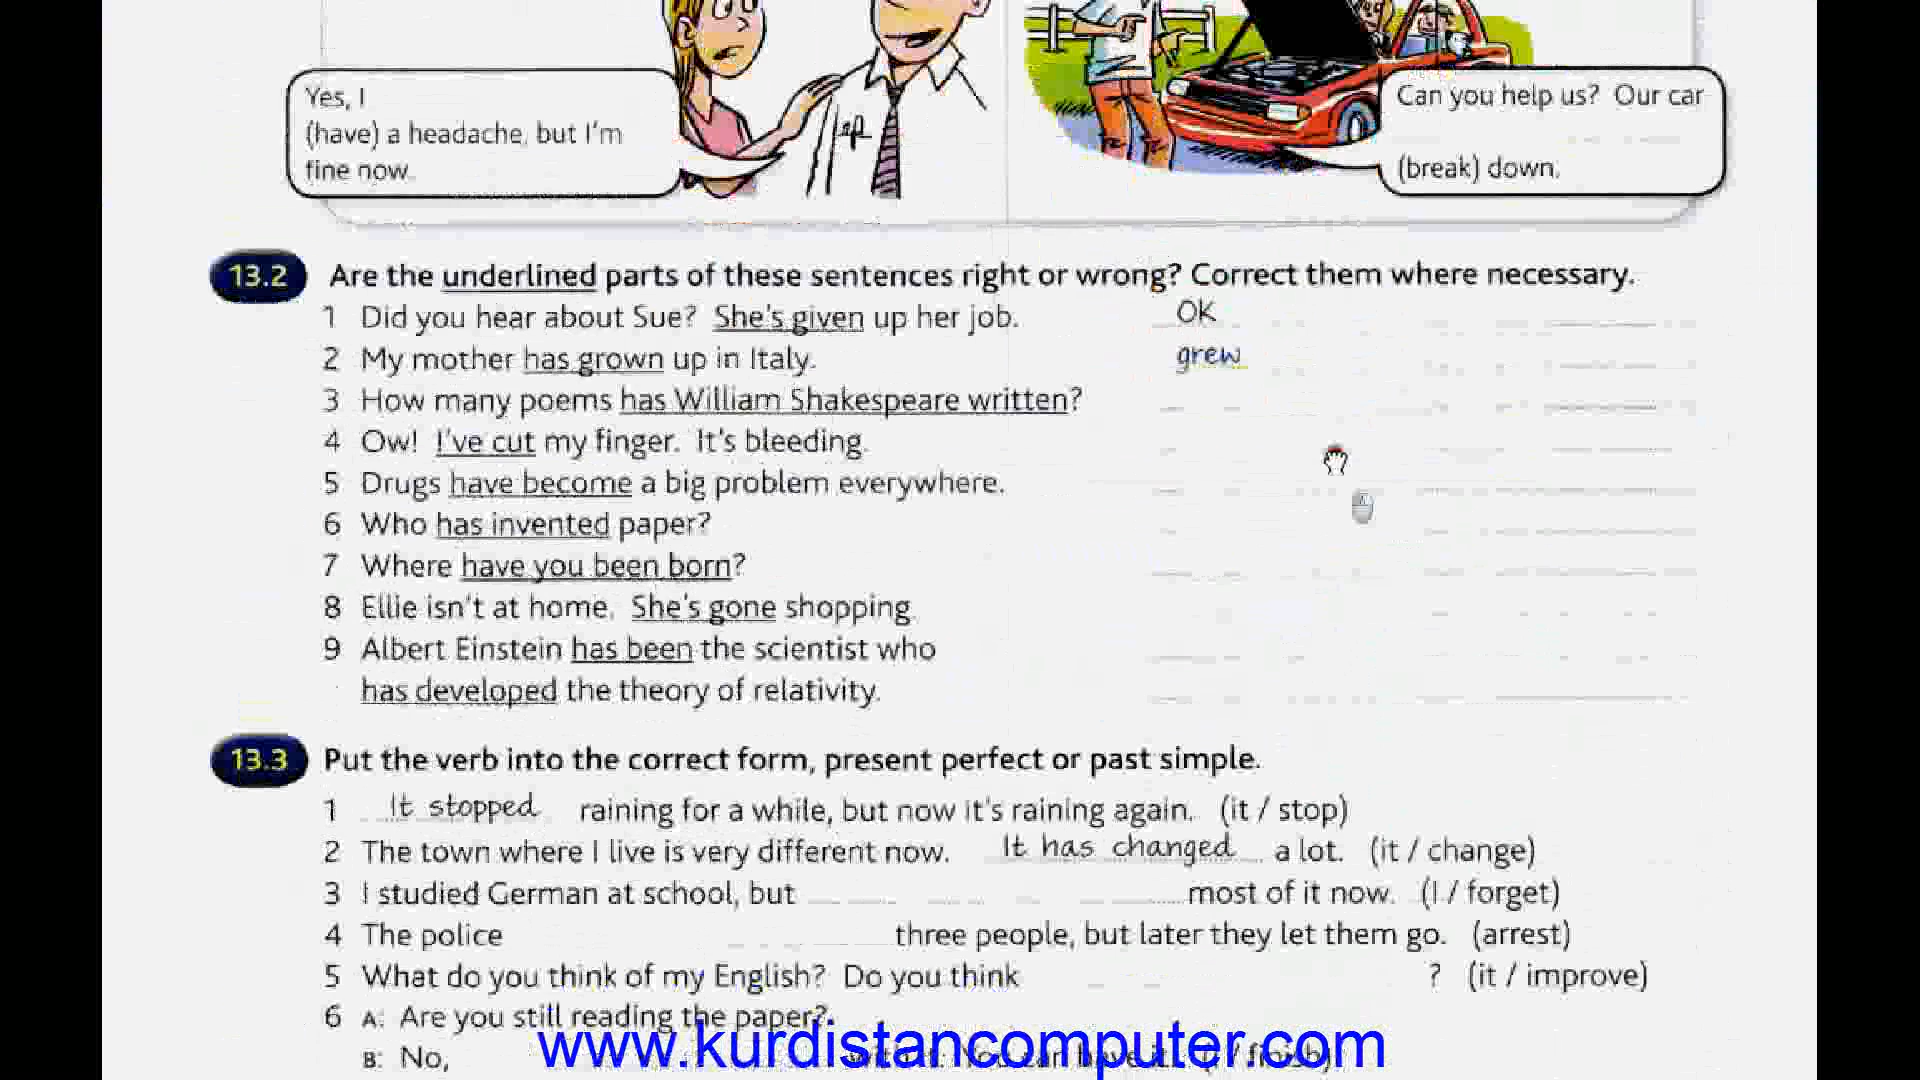 Yes, I
(have) a headache, but I'm
fine now.
Can you help us? Our car
(break) down.
13.2 Are the underlined parts of these sentences right or wrong? Correct them where necessary.
1 Did you hear about Sue? She's given up her job. OK
2 My mother has grown up in Italy. grew
3 How many poems has William Shakespeare written?
4 Ow! I've cut my finger. It's bleeding.
5 Drugs have become a big problem everywhere.
6 Who has invented paper?
7 Where have you been born?
8 Ellie isn't at home. She's gone shopping
9 Albert Einstein has been the scientist who
has developed the theory of relativity.
13.3 Put the verb into the correct form, present perfect or past simple.
1 It stopped raining for a while, but now it's raining again. (it / stop)
2 The town where I live is very different now. It has changed a lot. (it / change)
3 I studied German at school, but most of it now. (I / forget)
4 The police three people, but later they let them go. (arrest)
5 What do you think of my English? Do you think ? (it / improve)
6 A: Are you still reading the paper?
B: No, with it. You can have it. (I / finish)
www.kurdistancomputer.com